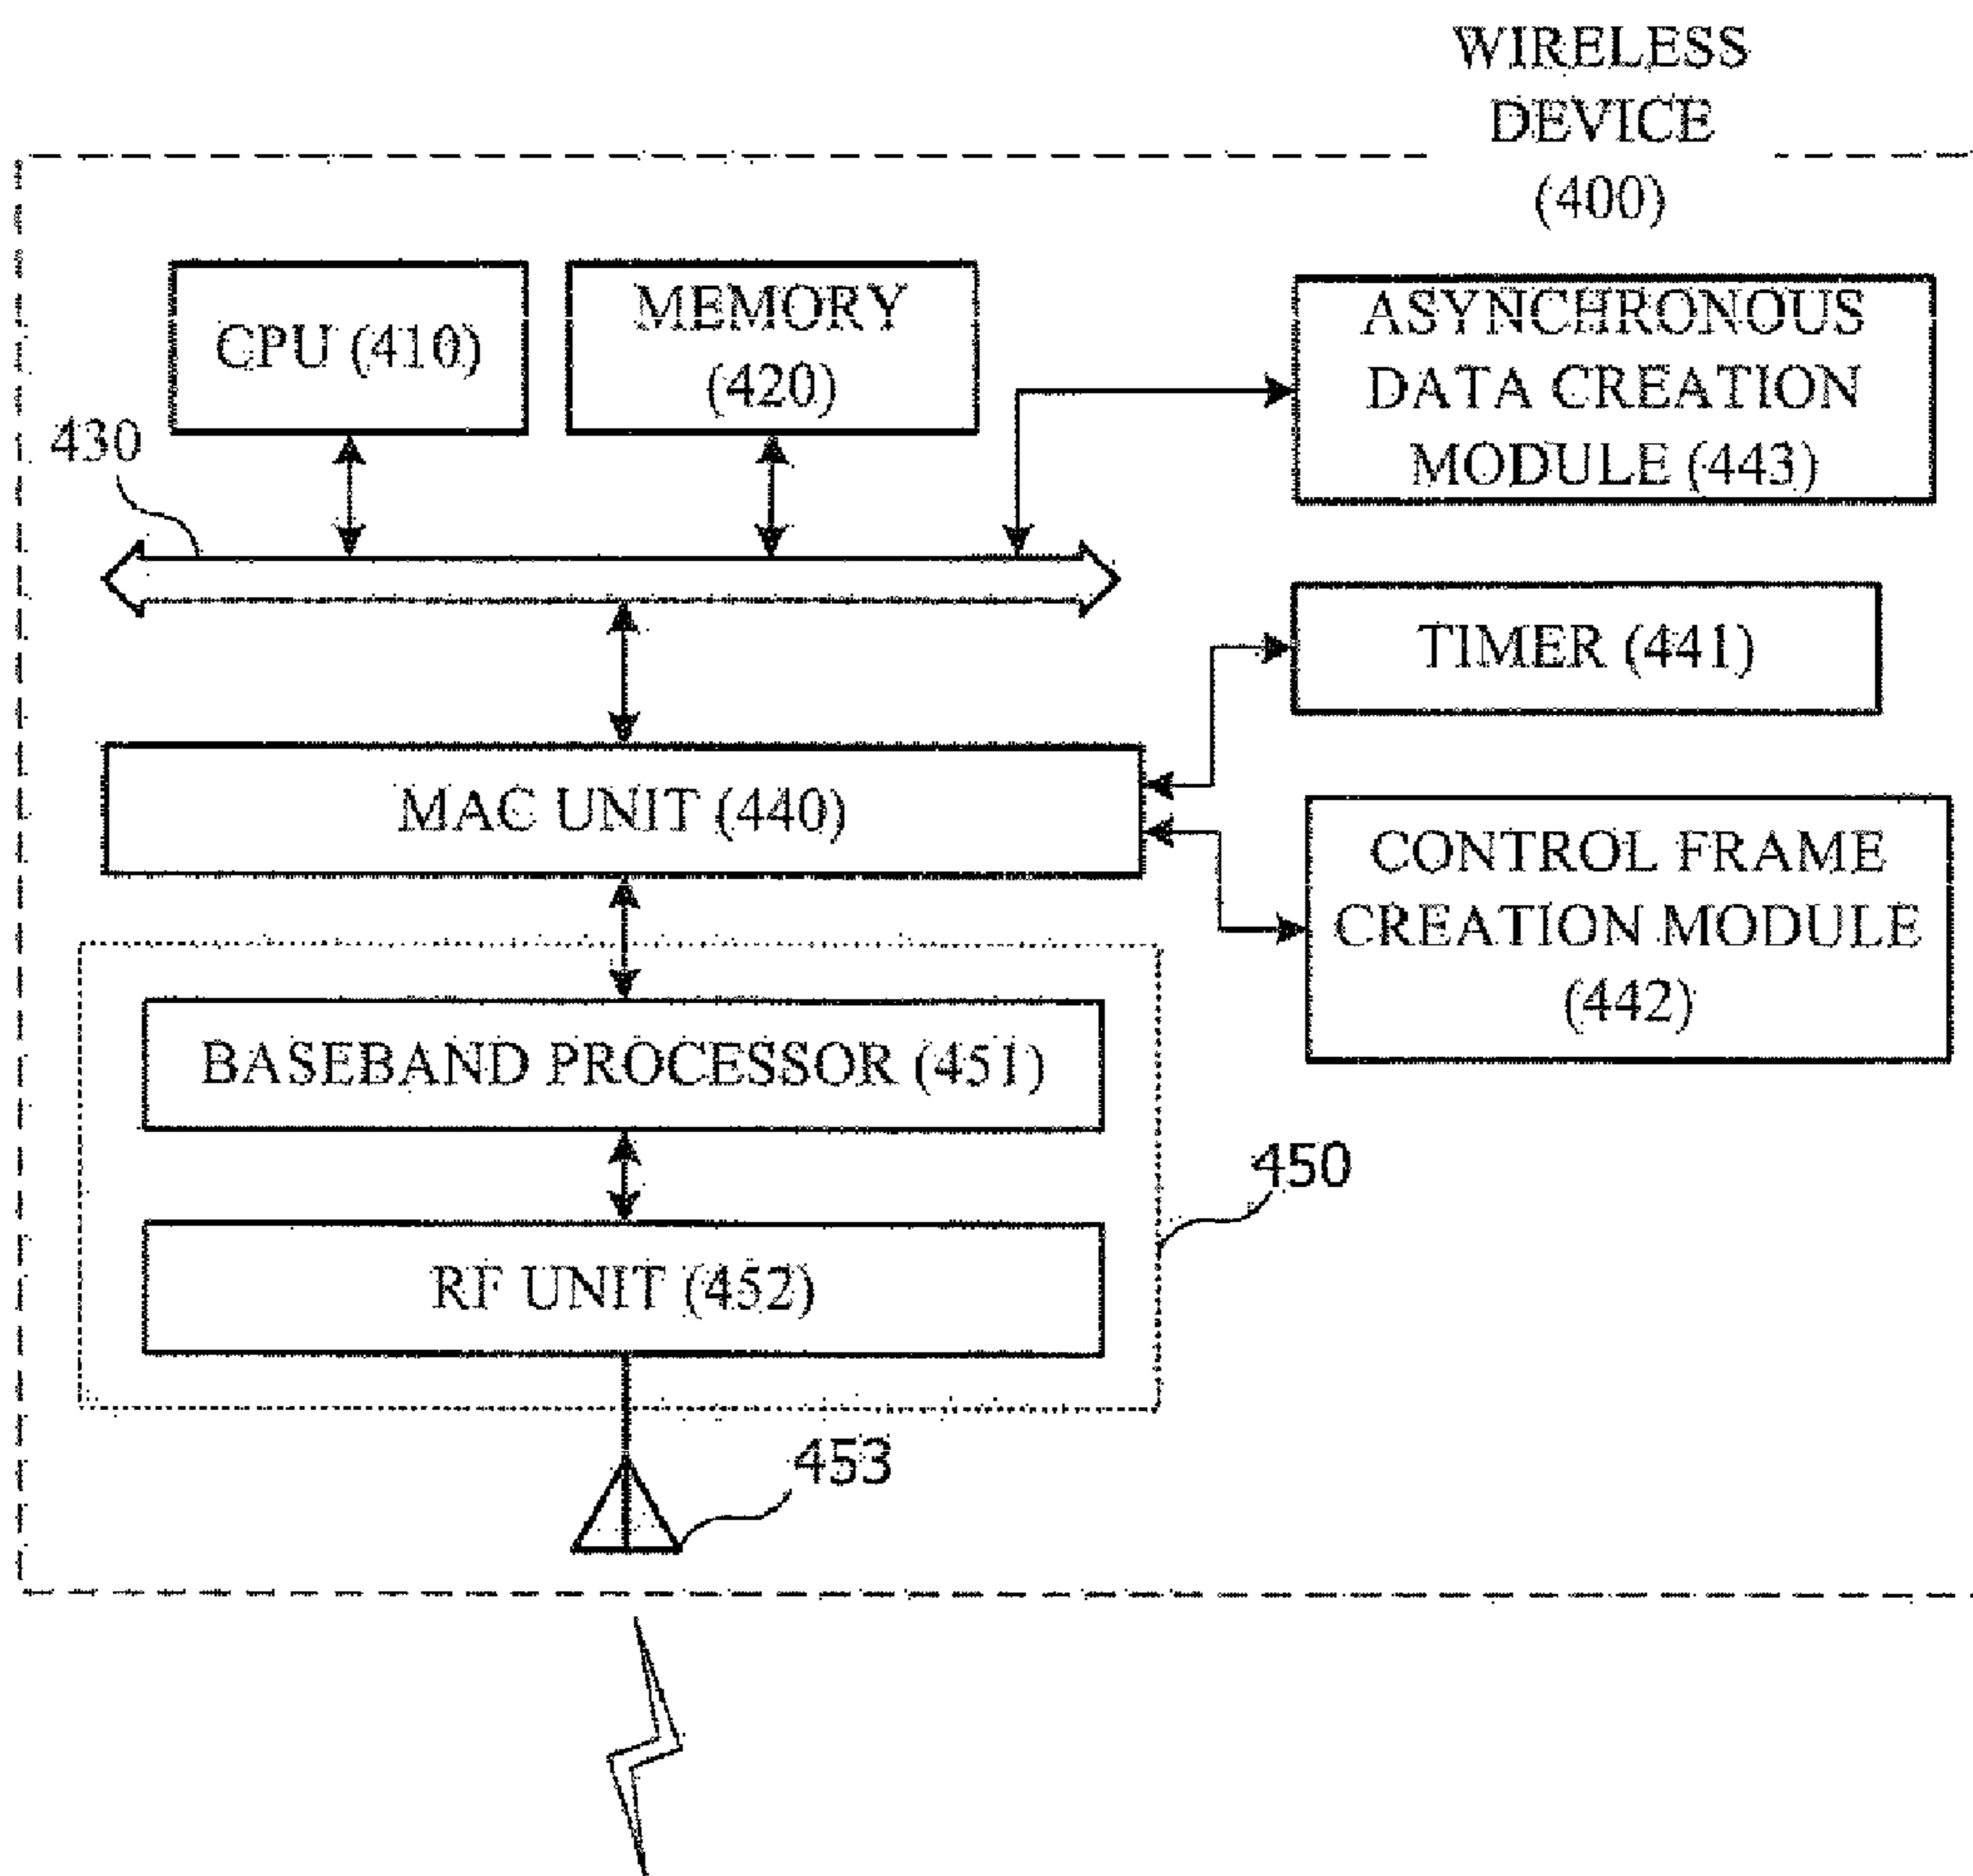 WIRELESS
DEVICE
(400)
CPU (410)
MEMORY
(420)
ASYNCHRONOUS
DATA CREATION
MODULE (443)
430
TIMER (441)
MAC UNIT (440)
CONTROL FRAME
CREATION MODULE
(442)
BASEBAND PROCESSOR (451)
450
RF UNIT (452)
453